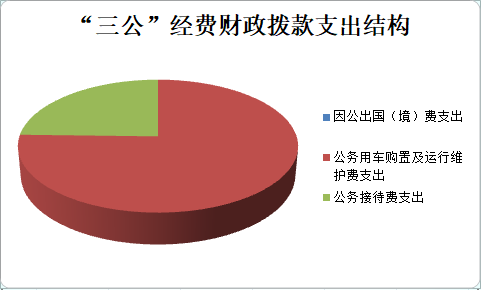 “三公”经费财政拨款支出结构
因公出国（境）费支出
公务用车购置及运行维
护费支出
公务接待费支出